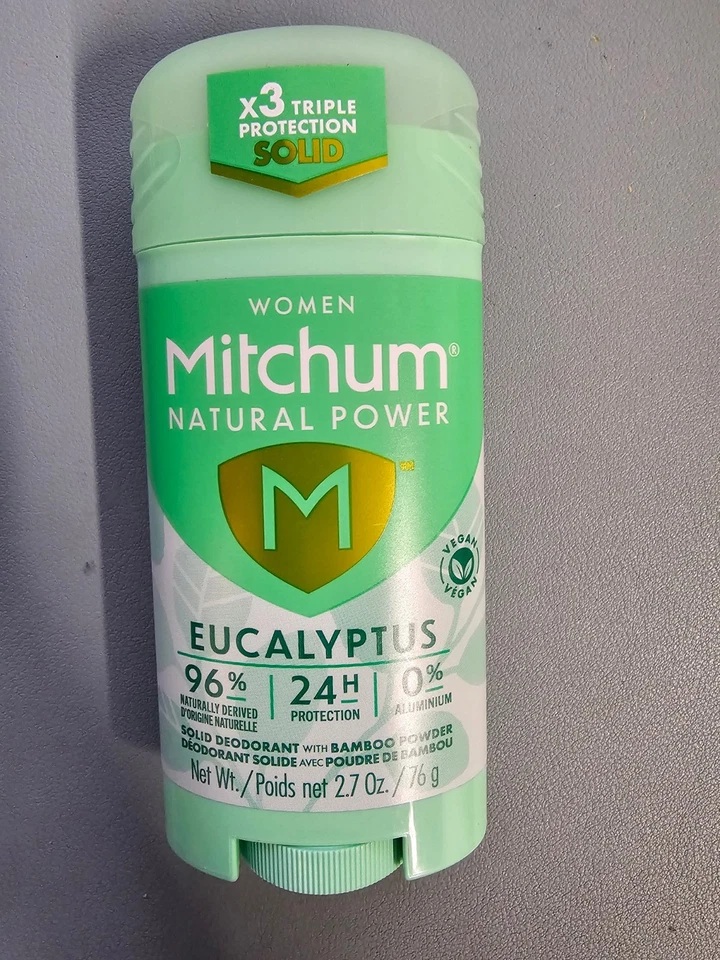 x3 TRIPLE
PROTECTION
SOLID
WOMEN
Mitchum®
NATURAL POWER
M
VEGAN
VÉGAN
EUCALYPTUS
96% 24H 0%
NATURALLY DERIVED PROTECTION ALUMINIUM
D'ORIGINE NATURELLE
SOLID DEODORANT WITH BAMBOO POWDER
DÉODORANT SOLIDE AVEC POUDRE DE BAMBOU
Net Wt./Poids net 2.7 Oz./76 g